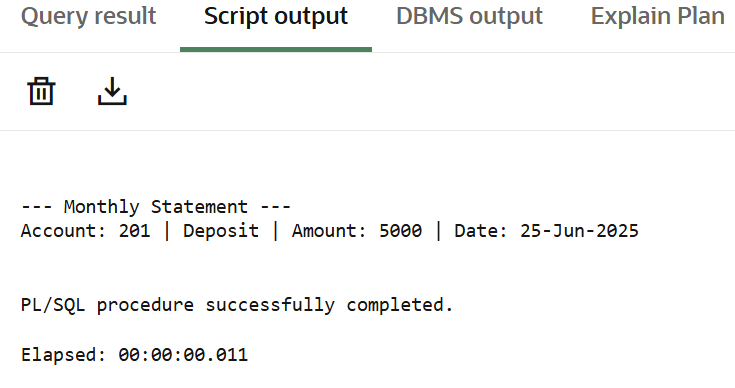 Query result Script output DBMS output Explain Plan
--- Monthly Statement ---
Account: 201 | Deposit | Amount: 5000 | Date: 25-Jun-2025
PL/SQL procedure successfully completed.
Elapsed: 00:00:00.011